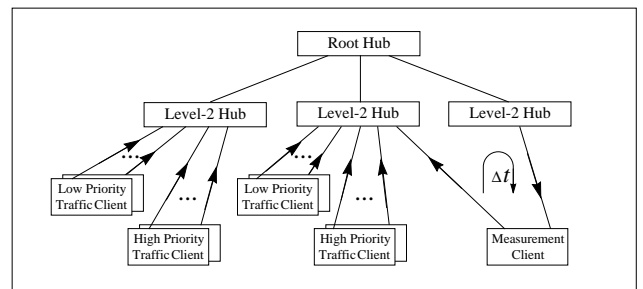 Root Hub
Level-2 Hub
Level-2 Hub
Level-2 Hub
...
...
Low Priority
Traffic Client
...
Low Priority
Traffic Client
...
Δt
High Priority
Traffic Client
High Priority
Traffic Client
Measurement
Client